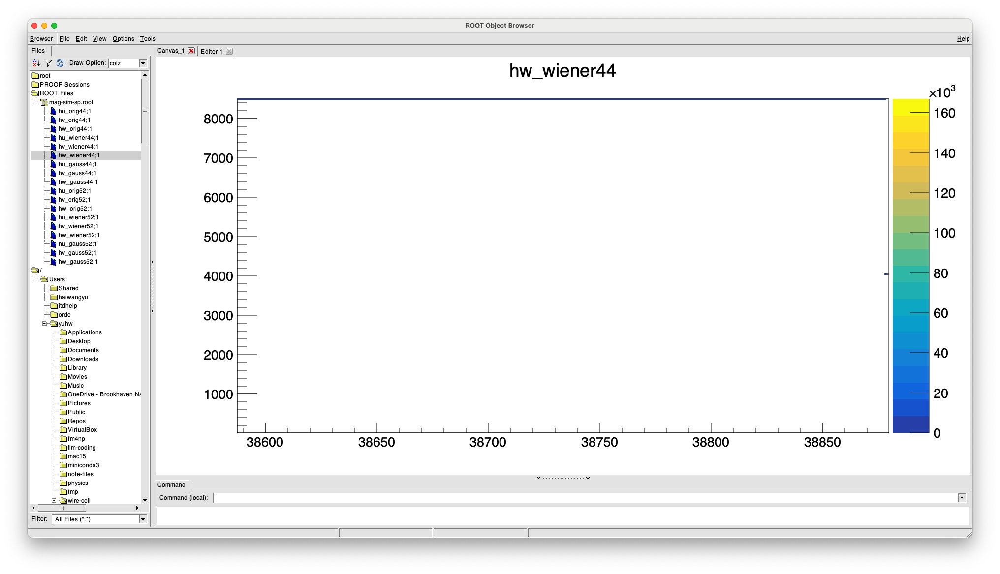 ROOT Object Browser
Browser File Edit View Options Tools Help
Files
Draw Option: colz
root
PROOF Sessions
ROOT Files
mag-sim-sp.root
hu_orig44;1
hv_orig44;1
hw_orig44;1
hu_wiener44;1
hv_wiener44;1
hw_wiener44;1
hu_gauss44;1
hv_gauss44;1
hw_gauss44;1
hu_orig52;1
hv_orig52;1
hw_orig52;1
hu_wiener52;1
hv_wiener52;1
hw_wiener52;1
hu_gauss52;1
hv_gauss52;1
hw_gauss52;1
/
Users
Shared
haiwangyu
itdhelp
ordo
yuhw
Applications
Desktop
Documents
Downloads
Library
Movies
Music
OneDrive - Brookhaven Na
Pictures
Public
Repos
VirtualBox
fm4np
llm-coding
mac15
miniconda3
note-files
physics
tmp
wire-cell
Filter: All Files (*.*)
Canvas_1 Editor 1
hw_wiener44
×10³
8000
7000
6000
5000
4000
3000
2000
1000
38600 38650 38700 38750 38800 38850
160
140
120
100
80
60
40
20
0
Command
Command (local):